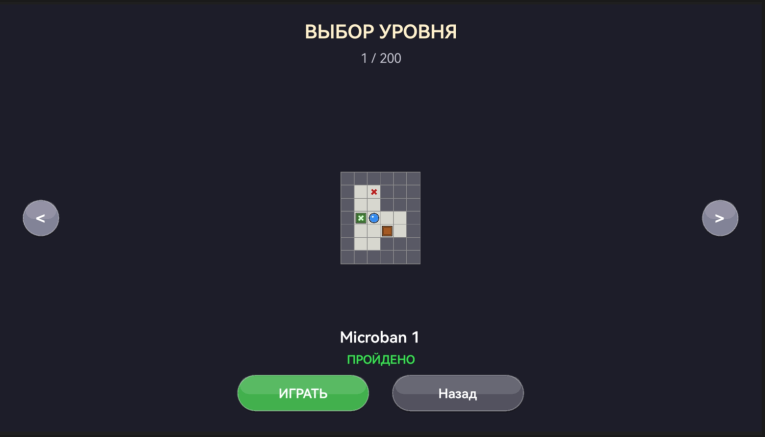 ВЫБОР УРОВНЯ
1 / 200
<
>
Microban 1
ПРОЙДЕНО
ИГРАТЬ
Назад